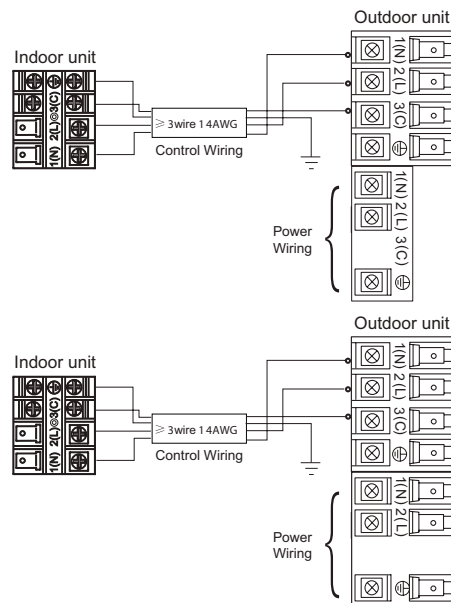 Outdoor unit
Indoor unit
1(N) 2(L) 3(C)
1(N) 2(L) 3(C)
≥ 3wire 14AWG
Control Wiring
1(N) 2(L) 3(C)
Power
Wiring
Outdoor unit
Indoor unit
1(N) 2(L) 3(C)
1(N) 2(L) 3(C)
≥ 3wire 14AWG
Control Wiring
1(N) 2(L)
Power
Wiring